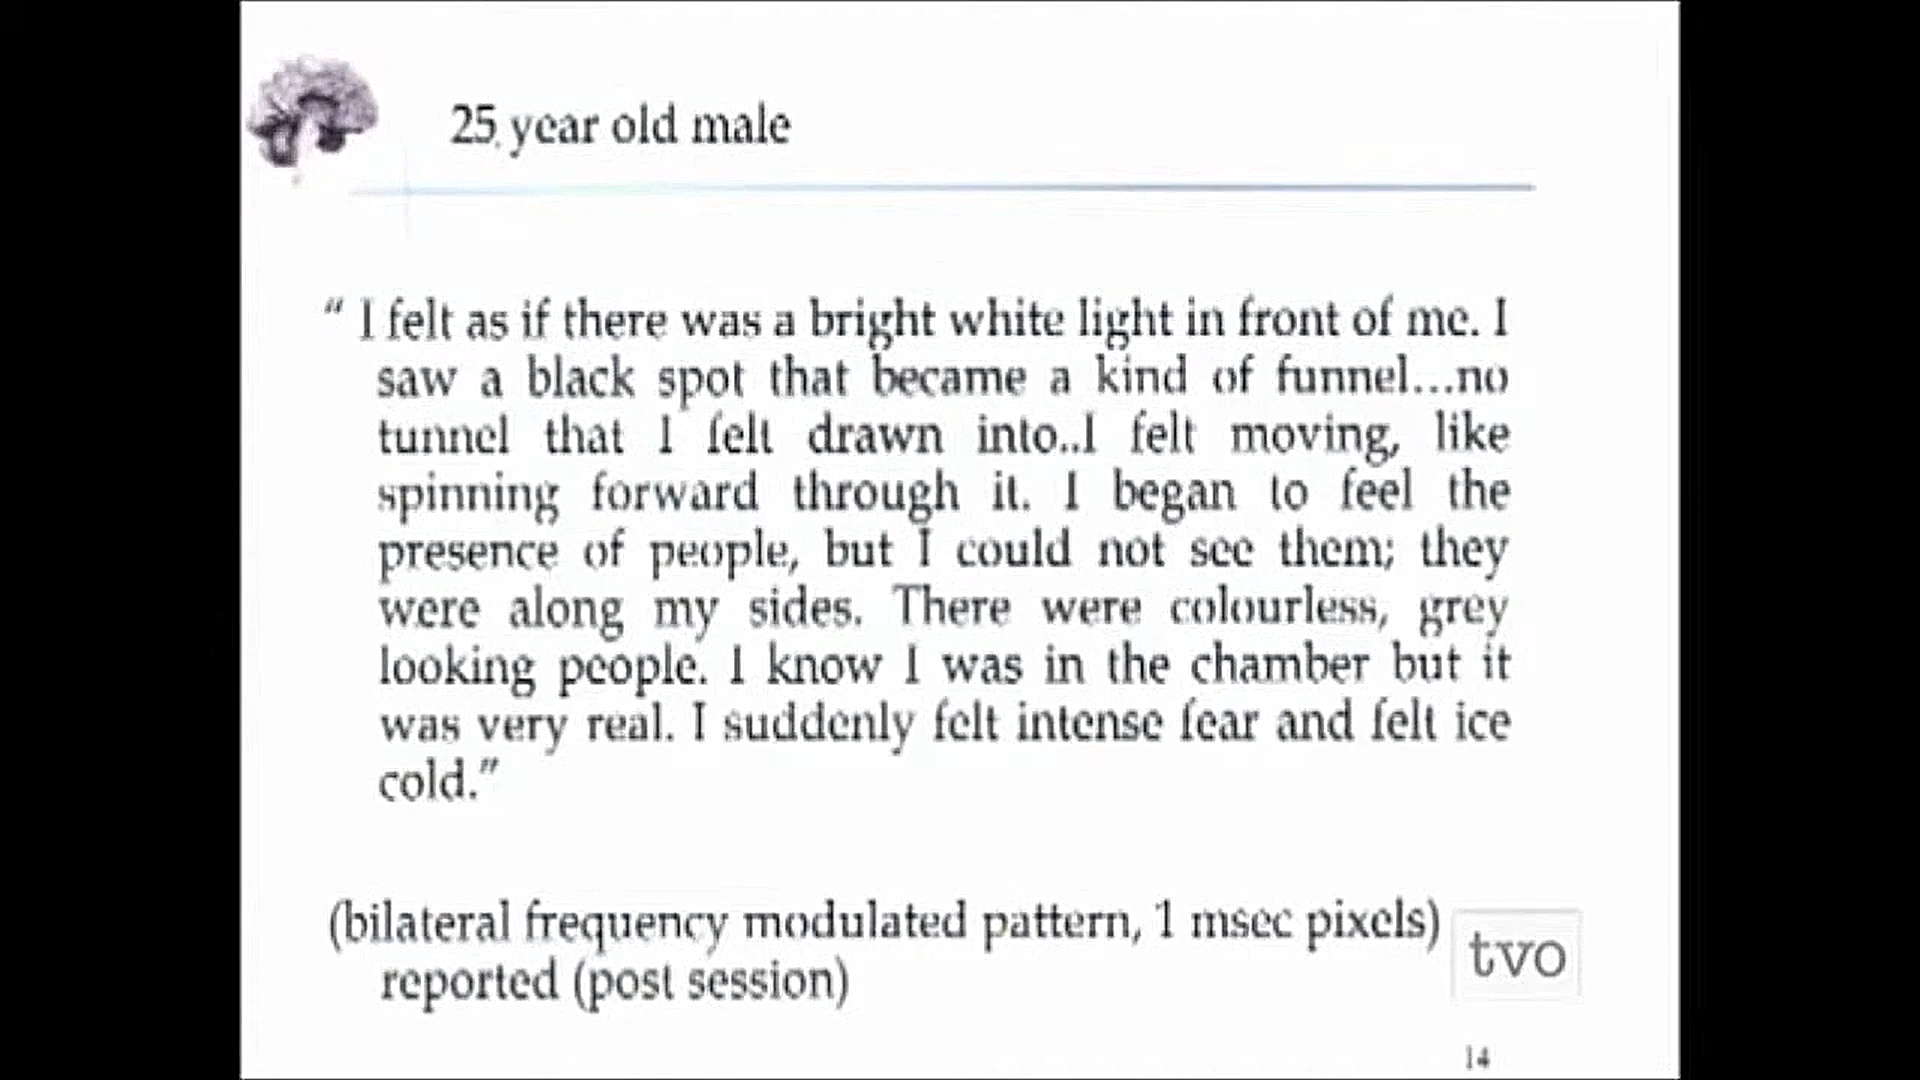 25 year old male
“ I felt as if there was a bright white light in front of me. I
saw a black spot that became a kind of funnel...no
tunnel that I felt drawn into..I felt moving, like
spinning forward through it. I began to feel the
presence of people, but I could not see them; they
were along my sides. There were colourless, grey
looking people. I know I was in the chamber but it
was very real. I suddenly felt intense fear and felt ice
cold.”
(bilateral frequency modulated pattern, 1 msec pixels)
reported (post session)
tvo
14